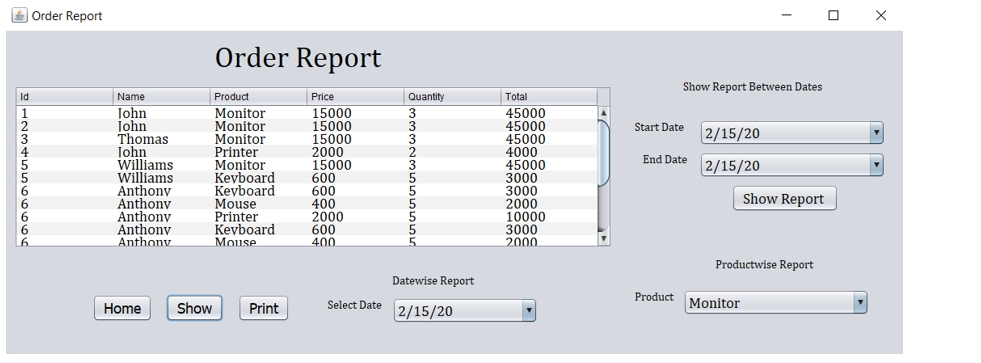 Order Report
Order Report
Id Name Product Price Quantity Total
1 John Monitor 15000 3 45000
2 John Monitor 15000 3 45000
3 Thomas Monitor 15000 3 45000
4 John Printer 2000 2 4000
5 Williams Monitor 15000 3 45000
5 Williams Keyboard 600 5 3000
6 Anthony Keyboard 600 5 3000
6 Anthony Mouse 400 5 2000
6 Anthony Printer 2000 5 10000
6 Anthony Keyboard 600 5 3000
6 Anthony Mouse 400 5 2000
Show Report Between Dates
Start Date 2/15/20
End Date 2/15/20
Show Report
Productwise Report
Product Monitor
Datewise Report
Select Date 2/15/20
Home Show Print